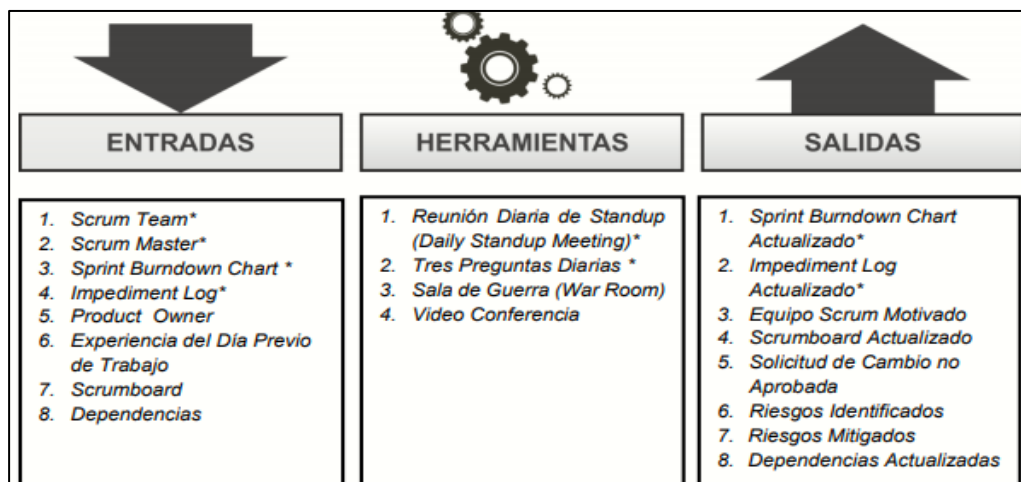 ENTRADAS
HERRAMIENTAS
SALIDAS
1. Scrum Team*
2. Scrum Master*
3. Sprint Burndown Chart *
4. Impediment Log*
5. Product Owner
6. Experiencia del Día Previo
de Trabajo
7. Scrumboard
8. Dependencias
1. Reunión Diaria de Standup
(Daily Standup Meeting)*
2. Tres Preguntas Diarias *
3. Sala de Guerra (War Room)
4. Video Conferencia
1. Sprint Burndown Chart
Actualizado*
2. Impediment Log
Actualizado*
3. Equipo Scrum Motivado
4. Scrumboard Actualizado
5. Solicitud de Cambio no
Aprobada
6. Riesgos Identificados
7. Riesgos Mitigados
8. Dependencias Actualizadas